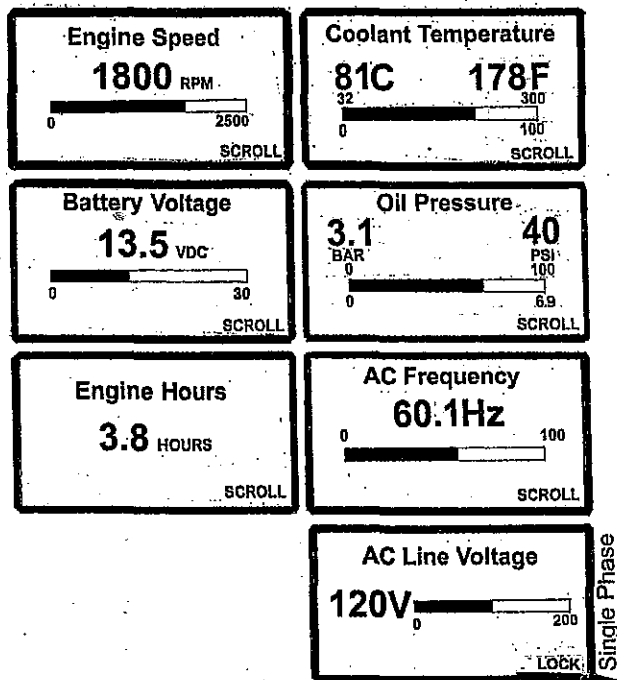 Engine Speed
1800 RPM
0 2500
SCROLL
Coolant Temperature
81C 178F
32 300
0 100
SCROLL
Battery Voltage
13.5 VDC
0 30
SCROLL
Oil Pressure
3.1 40
BAR PSI
0 100
0 6.9
SCROLL
Engine Hours
3.8 HOURS
SCROLL
AC Frequency
60.1Hz
0 100
SCROLL
AC Line Voltage
120V
0 200
LOCK
Single Phase